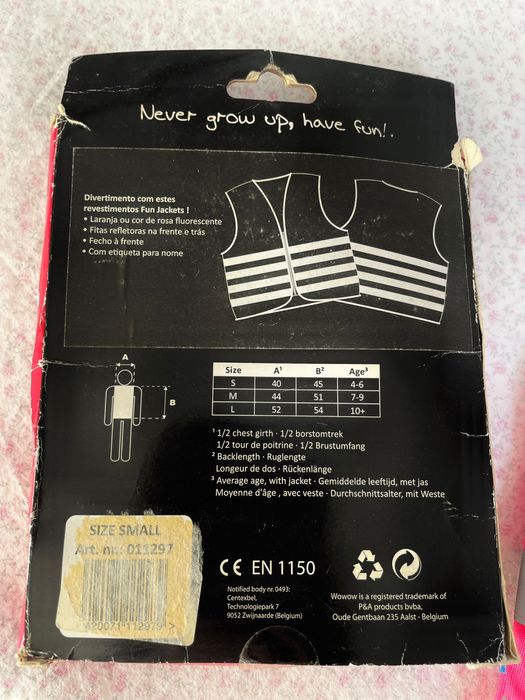 Never grow up, have fun!.
Divertimento com estes
revestimentos Fun Jackets !
• Laranja ou cor de rosa fluorescente
• Fitas refletoras na frente e trás
• Fecho à frente
• Com etiqueta para nome
A
B
Size A¹ B² Age³
S 40 45 4-6
M 44 51 7-9
L 52 54 10+
¹ 1/2 chest girth · 1/2 borstomtrek
1/2 tour de poitrine · 1/2 Brustumfang
² Backlength · Ruglengte
Longeur de dos · Rückenlänge
³ Average age, with jacket · Gemiddelde leeftijd, met jas
Moyenne d'âge , avec veste · Durchschnittsalter, mit Weste
SIZE SMALL
Art. nr.: 011297
420071 112979 >
CE EN 1150
Notified body nr.0493:
Centexbel,
Technologiepark 7
9052 Zwijnaarde (Belgium)
Wowow is a registered trademark of
P&A products bvba,
Oude Gentbaan 235 Aalst - Belgium